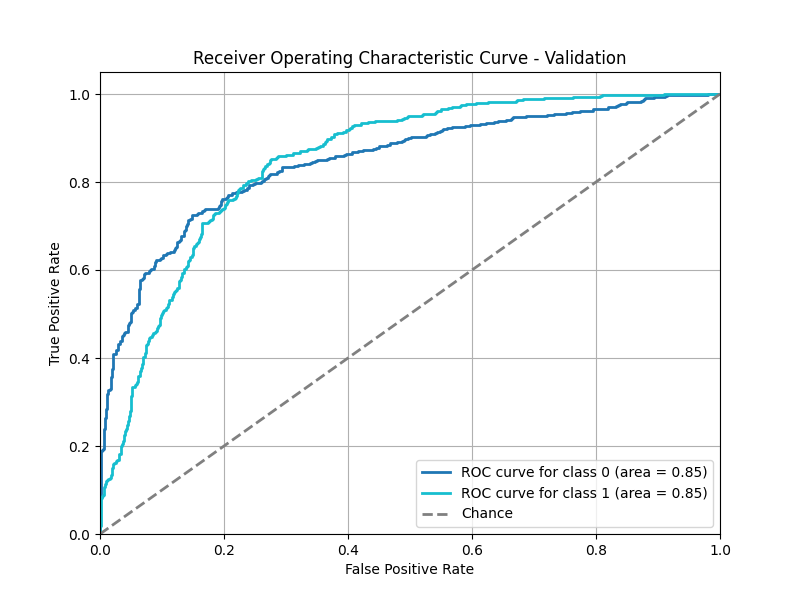 Receiver Operating Characteristic Curve - Validation
True Positive Rate
1.0
0.8
0.6
0.4
0.2
0.0
ROC curve for class 0 (area = 0.85)
ROC curve for class 1 (area = 0.85)
Chance
0.0 0.2 0.4 0.6 0.8 1.0
False Positive Rate